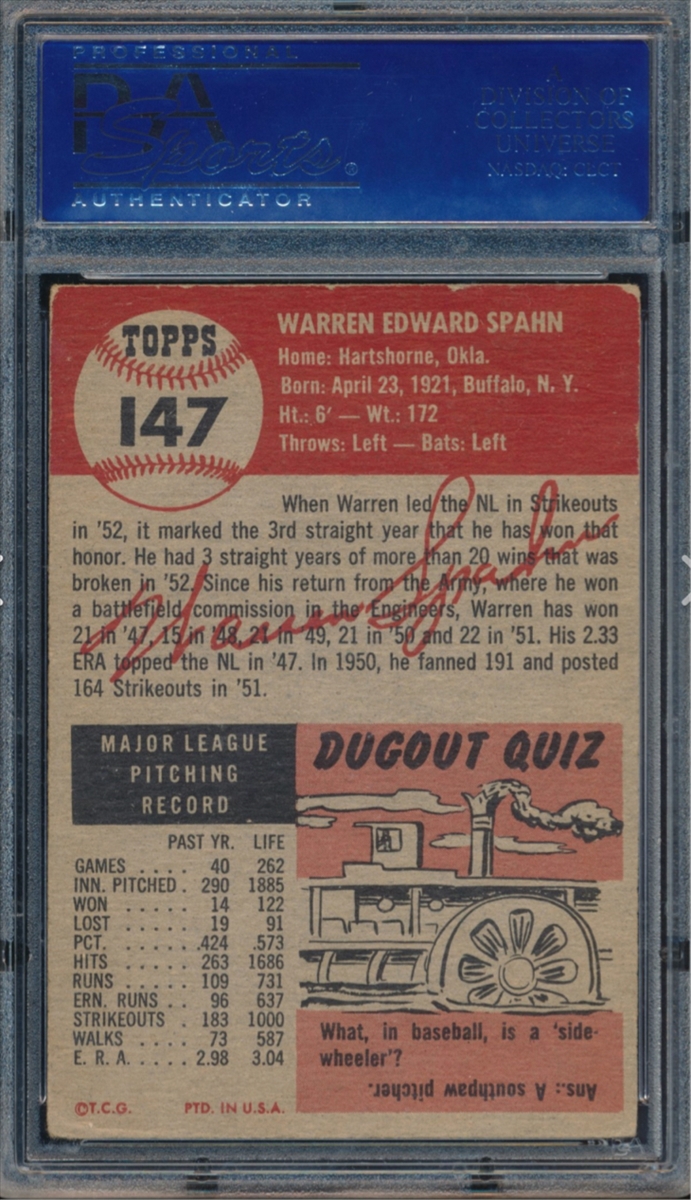 PROFESSIONAL
PSA
Sports®
AUTHENTICATOR
A
DIVISION OF
COLLECTORS
UNIVERSE
NASDAQ: CLCT
TOPPS
147
WARREN EDWARD SPAHN
Home: Hartshorne, Okla.
Born: April 23, 1921, Buffalo, N. Y.
Ht.: 6' — Wt.: 172
Throws: Left — Bats: Left
When Warren led the NL in Strikeouts
in '52, it marked the 3rd straight year that he has won that
honor. He had 3 straight years of more than 20 wins that was
broken in '52. Since his return from the Army, where he won
a battlefield commission in the Engineers, Warren has won
21 in '47, 15 in '48, 21 in '49, 21 in '50 and 22 in '51. His 2.33
ERA topped the NL in '47. In 1950, he fanned 191 and posted
164 Strikeouts in '51.
Warren Spahn
MAJOR LEAGUE
PITCHING
RECORD
PAST YR. LIFE
GAMES .... 40 262
INN. PITCHED . 290 1885
WON ..... 14 122
LOST ..... 19 91
PCT. ..... .424 .573
HITS ..... 263 1686
RUNS ..... 109 731
ERN. RUNS .. 96 637
STRIKEOUTS . 183 1000
WALKS .... 73 587
E. R. A. .... 2.98 3.04
©T.C.G. PTD. IN U.S.A.
DUGOUT QUIZ
What, in baseball, is a 'side-
wheeler'?
Ans.: A southpaw pitcher.